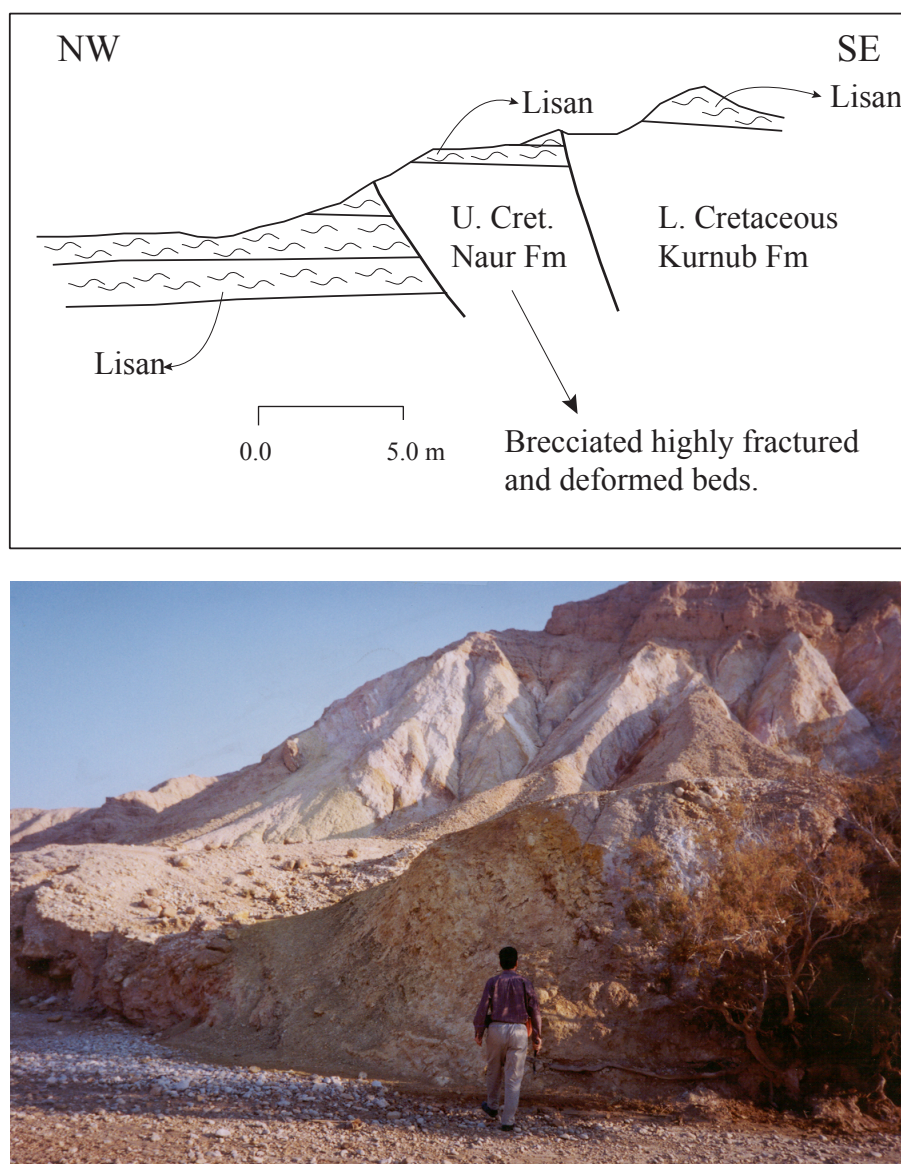 NW
SE
Lisan
Lisan
U. Cret.
Naur Fm
L. Cretaceous
Kurnub Fm
Lisan
0.0
5.0 m
Brecciated highly fractured
and deformed beds.